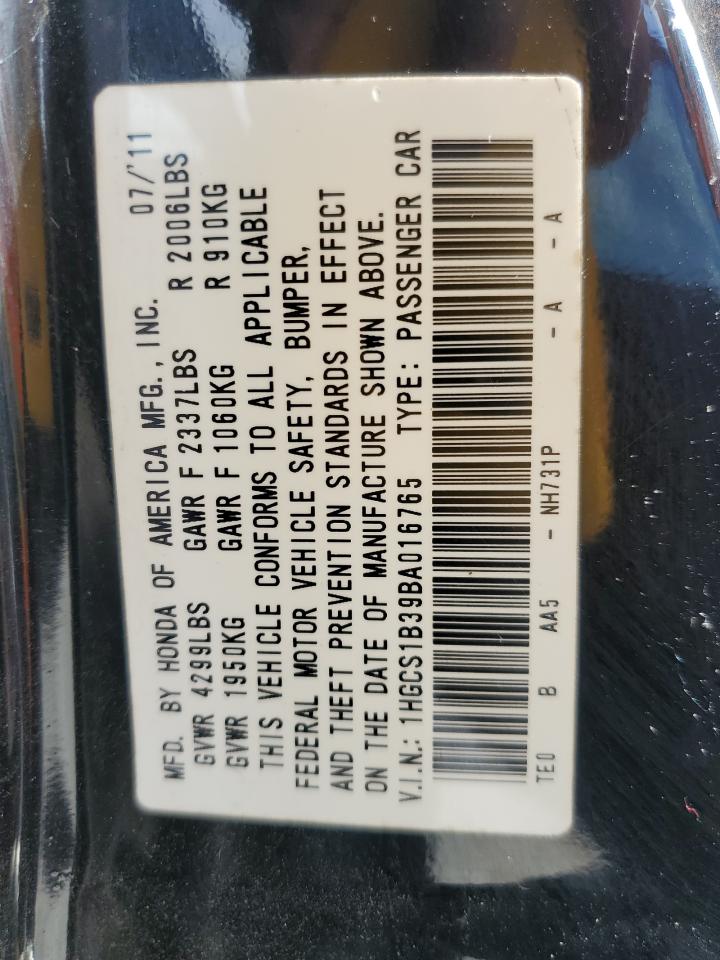 MFD. BY HONDA OF AMERICA MFG., INC. 07/'11
GVWR 4299LBS GAWR F 2337LBS R 2006LBS
GVWR 1950KG GAWR F 1060KG R 910KG
THIS VEHICLE CONFORMS TO ALL APPLICABLE
FEDERAL MOTOR VEHICLE SAFETY, BUMPER,
AND THEFT PREVENTION STANDARDS IN EFFECT
ON THE DATE OF MANUFACTURE SHOWN ABOVE.
V.I.N.: 1HGCS1B39BA016765 TYPE: PASSENGER CAR
TE0 B AA5 - NH731P - A - A